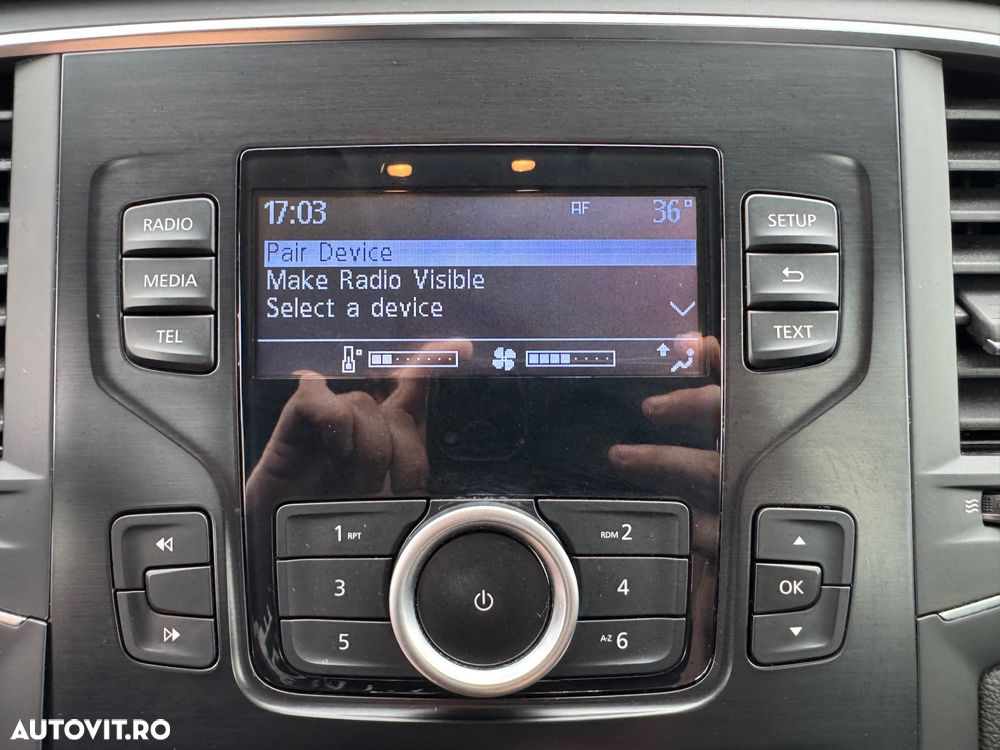 17:03 AF 36°
Pair Device
Make Radio Visible
Select a device
RADIO
MEDIA
TEL
SETUP
TEXT
1 RPT
RDM 2
3
4
5
A-Z 6
OK
AUTOVIT.RO